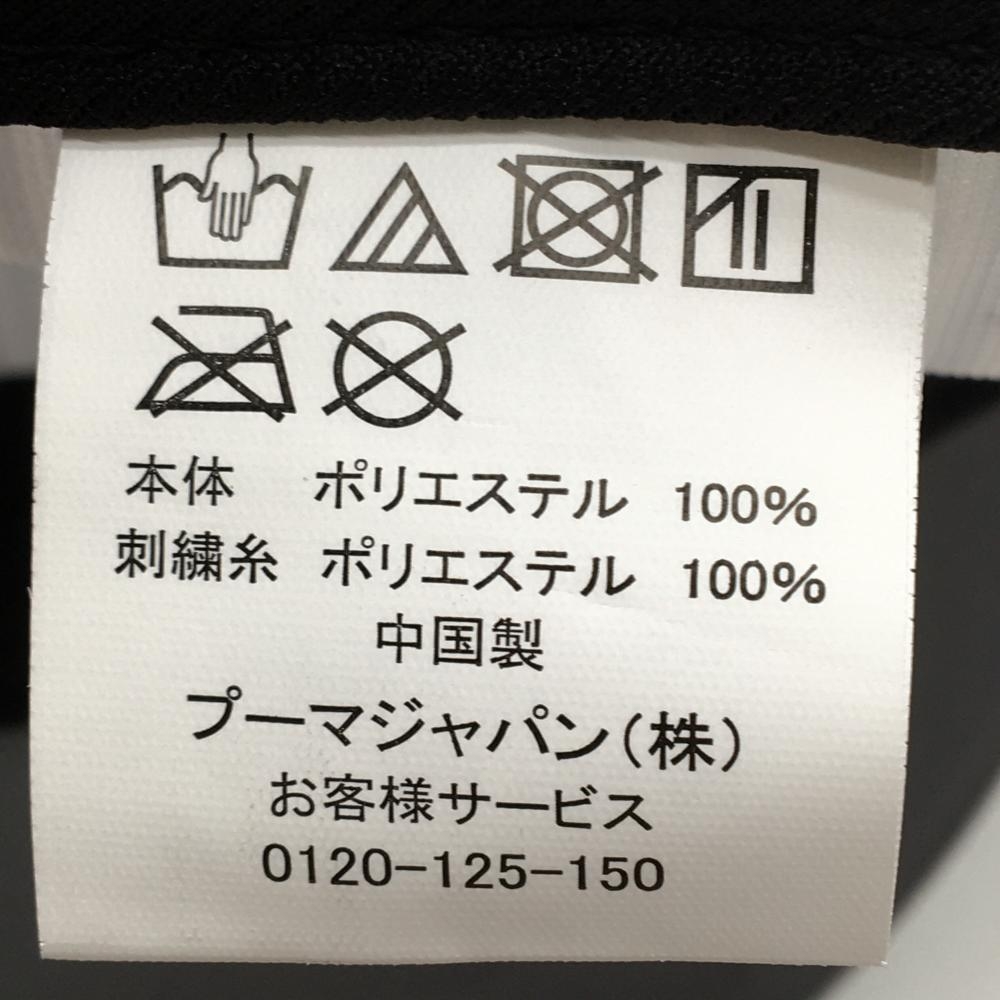 本体 ポリエステル 100%
刺繍糸 ポリエステル 100%
中国製
プーマジャパン(株)
お客様サービス
0120-125-150